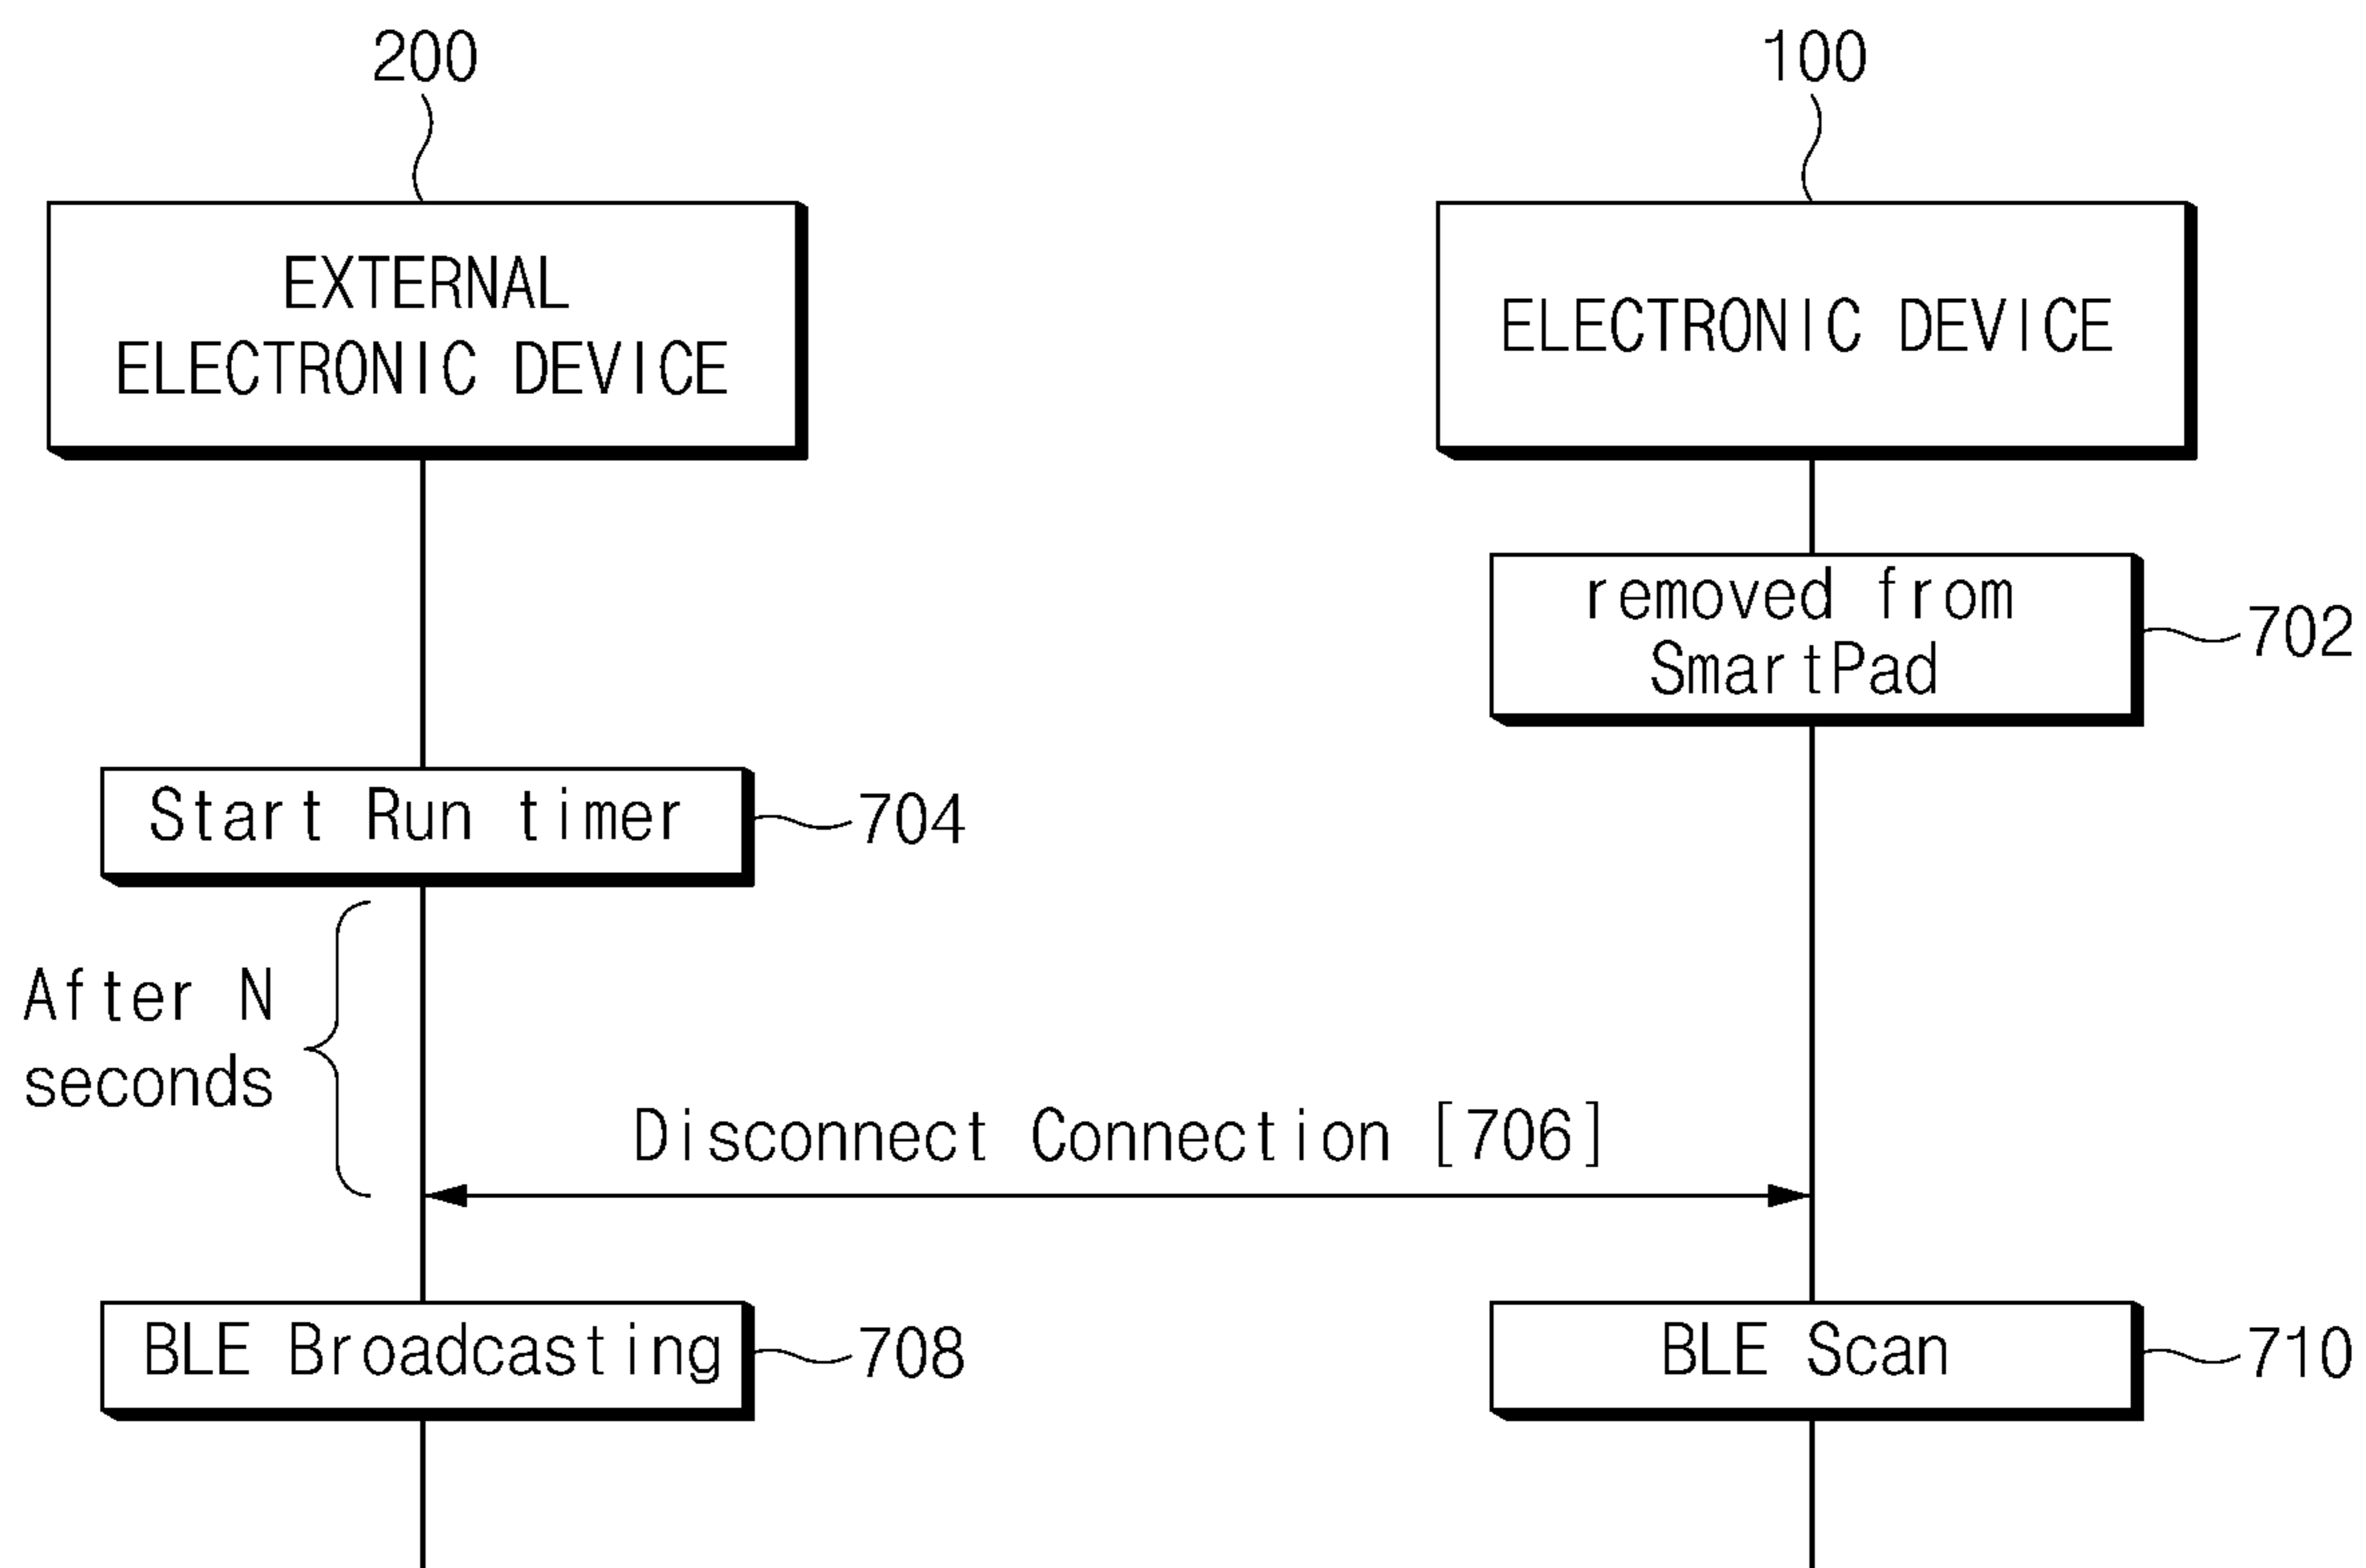 200
100
EXTERNAL
ELECTRONIC DEVICE
ELECTRONIC DEVICE
removed from
SmartPad
702
Start Run timer
704
After N
seconds
Disconnect Connection [706]
BLE Broadcasting
708
BLE Scan
710